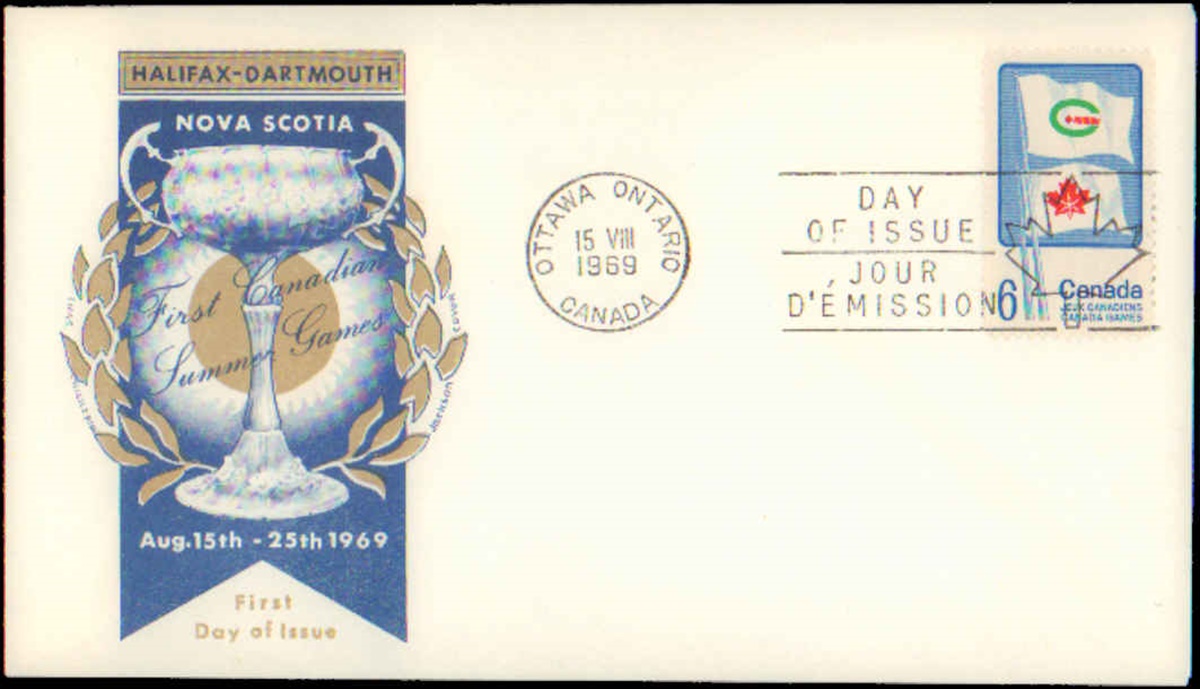 HALIFAX-DARTMOUTH
NOVA SCOTIA
First Canadian
Summer Games
Jackson
Aug. 15th - 25th 1969
First
Day of Issue
OTTAWA ONTARIO
15 VIII
1969
CANADA
DAY
OF ISSUE
JOUR
D'ÉMISSION
6
Canada
JEUX CANADIENS
CANADA GAMES